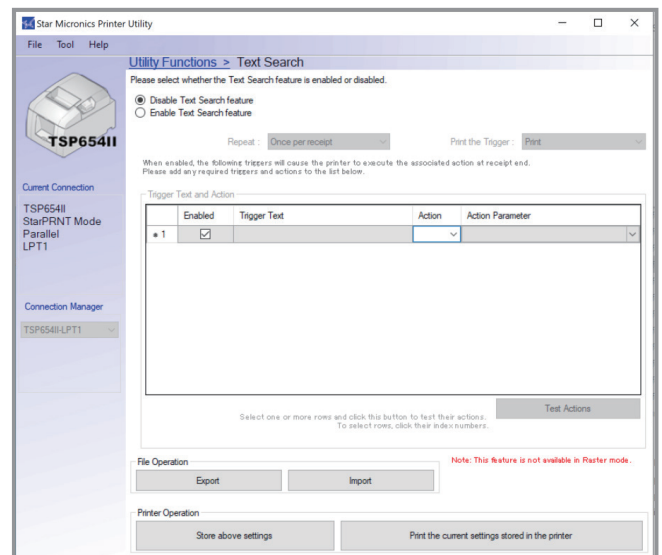 Star Micronics Printer Utility
File Tool Help
Utility Functions > Text Search
Please select whether the Text Search feature is enabled or disabled.
Disable Text Search feature
Enable Text Search feature
TSP654II
Repeat : Once per receipt Print the Trigger : Print
When enabled, the following triggers will cause the printer to execute the associated action at receipt end.
Please add any required triggers and actions to the list below.
Current Connection
TSP654II
StarPRNT Mode
Parallel
LPT1
Trigger Text and Action
Enabled Trigger Text Action Action Parameter
* 1
Connection Manager
TSP654II-LPT1
Select one or more rows and click this button to test their actions.
To select rows, click their index numbers.
Test Actions
File Operation
Note: This feature is not available in Raster mode.
Export Import
Printer Operation
Store above settings Print the current settings stored in the printer